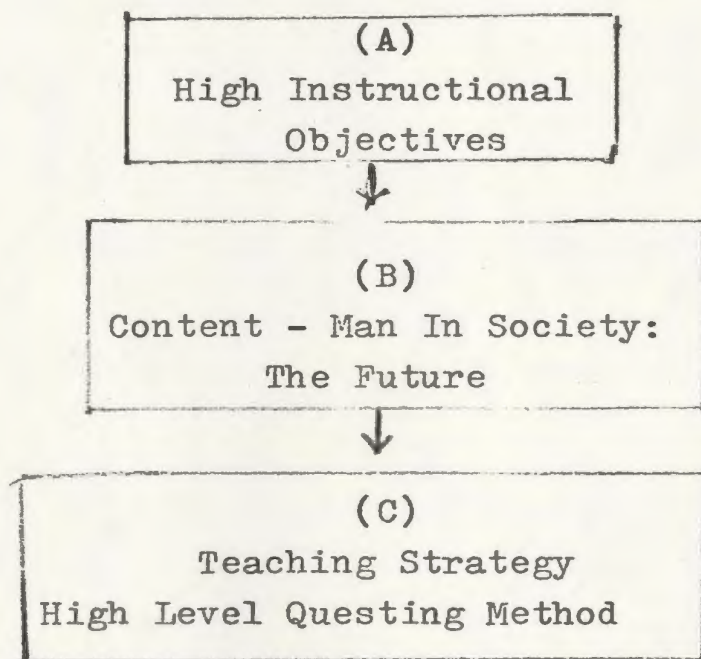 (A)
High Instructional
Objectives
(B)
Content - Man In Society:
The Future
(C)
Teaching Strategy
High Level Questing Method